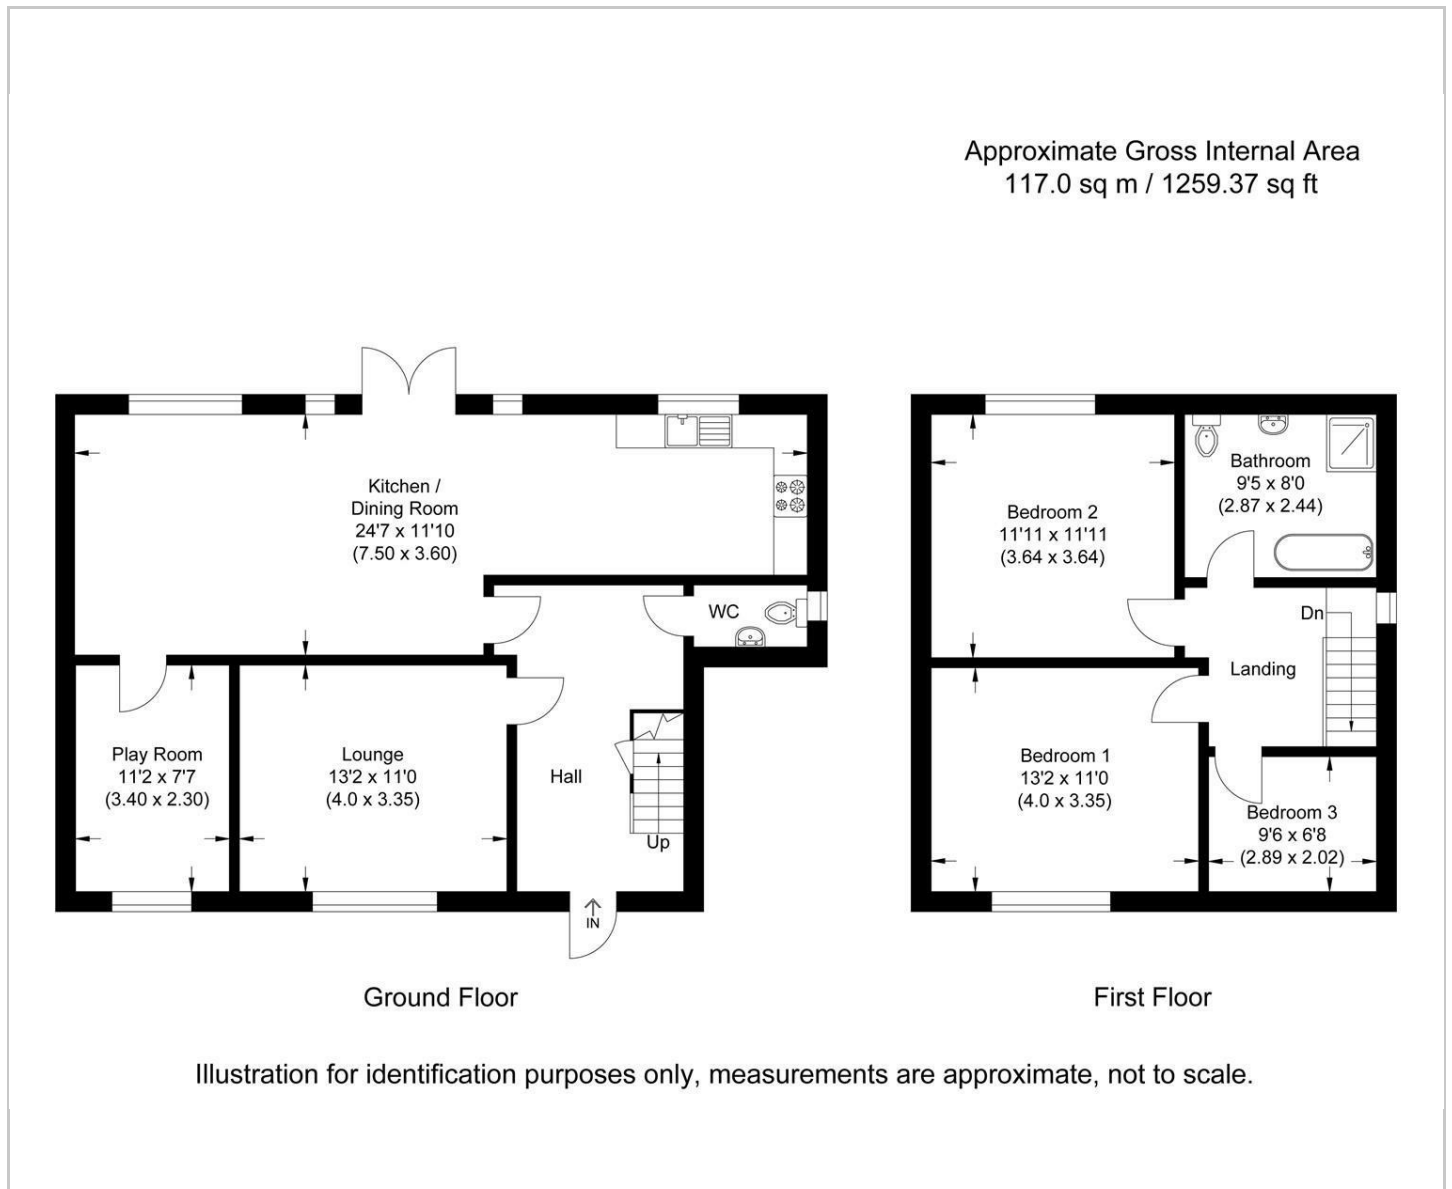 Approximate Gross Internal Area
117.0 sq m / 1259.37 sq ft
Kitchen /
Dining Room
24'7 x 11'10
(7.50 x 3.60)
WC
Play Room
11'2 x 7'7
(3.40 x 2.30)
Lounge
13'2 x 11'0
(4.0 x 3.35)
Hall
Up
IN
Ground Floor
Bedroom 2
11'11 x 11'11
(3.64 x 3.64)
Bathroom
9'5 x 8'0
(2.87 x 2.44)
Dn
Landing
Bedroom 1
13'2 x 11'0
(4.0 x 3.35)
Bedroom 3
9'6 x 6'8
(2.89 x 2.02)
First Floor
Illustration for identification purposes only, measurements are approximate, not to scale.